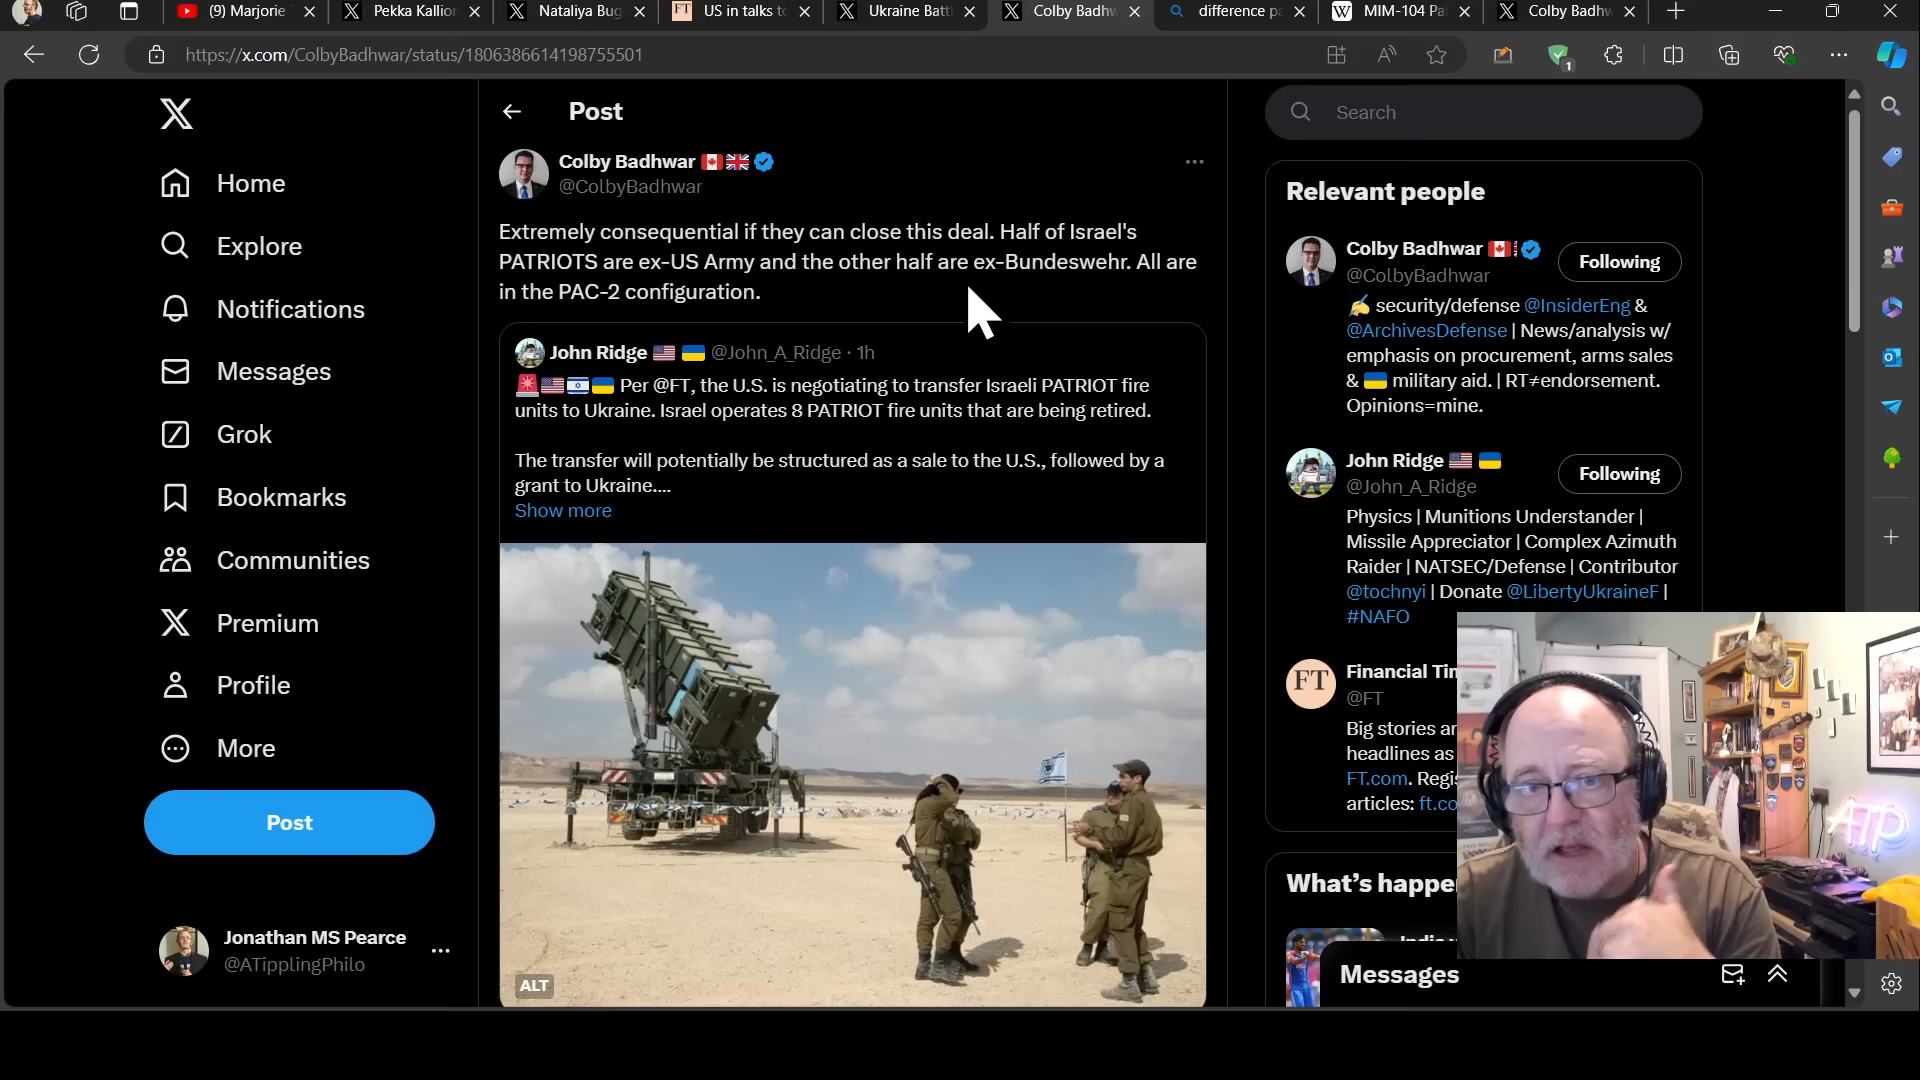 (9) Marjorie
Pekka Kallion
Nataliya Bug
US in talks to
Ukraine Batt
Colby Badhw
difference pa
MIM-104 Pa
Colby Badhw
https://x.com/ColbyBadhwar/status/1806386614198755501
1
Home
Explore
Notifications
Messages
Grok
Bookmarks
Communities
Premium
Profile
More
Post
Jonathan MS Pearce
@ATipplingPhilo
Post
Colby Badhwar
@ColbyBadhwar
Extremely consequential if they can close this deal. Half of Israel's
PATRIOTS are ex-US Army and the other half are ex-Bundeswehr. All are
in the PAC-2 configuration.
John Ridge 🇺🇸 🇺🇦 @John_A_Ridge · 1h
🚨🇺🇸🇮🇱🇺🇦 Per @FT, the U.S. is negotiating to transfer Israeli PATRIOT fire
units to Ukraine. Israel operates 8 PATRIOT fire units that are being retired.
The transfer will potentially be structured as a sale to the U.S., followed by a
grant to Ukraine....
Show more
ALT
Search
Relevant people
Colby Badhwar
@ColbyBadhwar
Following
✍️ security/defense @InsiderEng &
@ArchivesDefense | News/analysis w/
emphasis on procurement, arms sales
& 🇺🇦 military aid. | RT≠endorsement.
Opinions=mine.
John Ridge 🇺🇸 🇺🇦
@John_A_Ridge
Following
Physics | Munitions Understander |
Missile Appreciator | Complex Azimuth
Raider | NATSEC/Defense | Contributor
@tochnyi | Donate @LibertyUkraineF |
#NAFO
FT
Financial Tim
@FT
Big stories an
headlines as
FT.com. Regis
articles: ft.co
What's happe
Messages
ATP